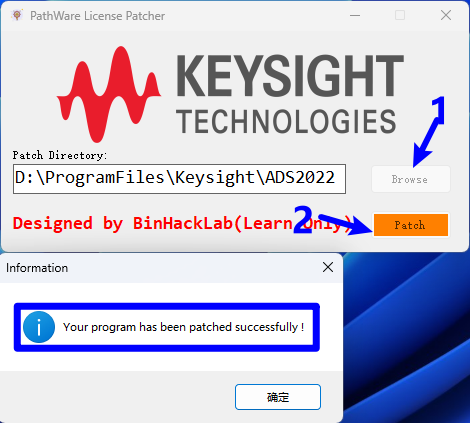 PathWare License Patcher
KEYSIGHT
TECHNOLOGIES
1
Patch Directory:
D:\ProgramFiles\Keysight\ADS2022
Browse
Designed by BinHackLab(Learn Only)
2
Patch
Information
Your program has been patched successfully !
确定